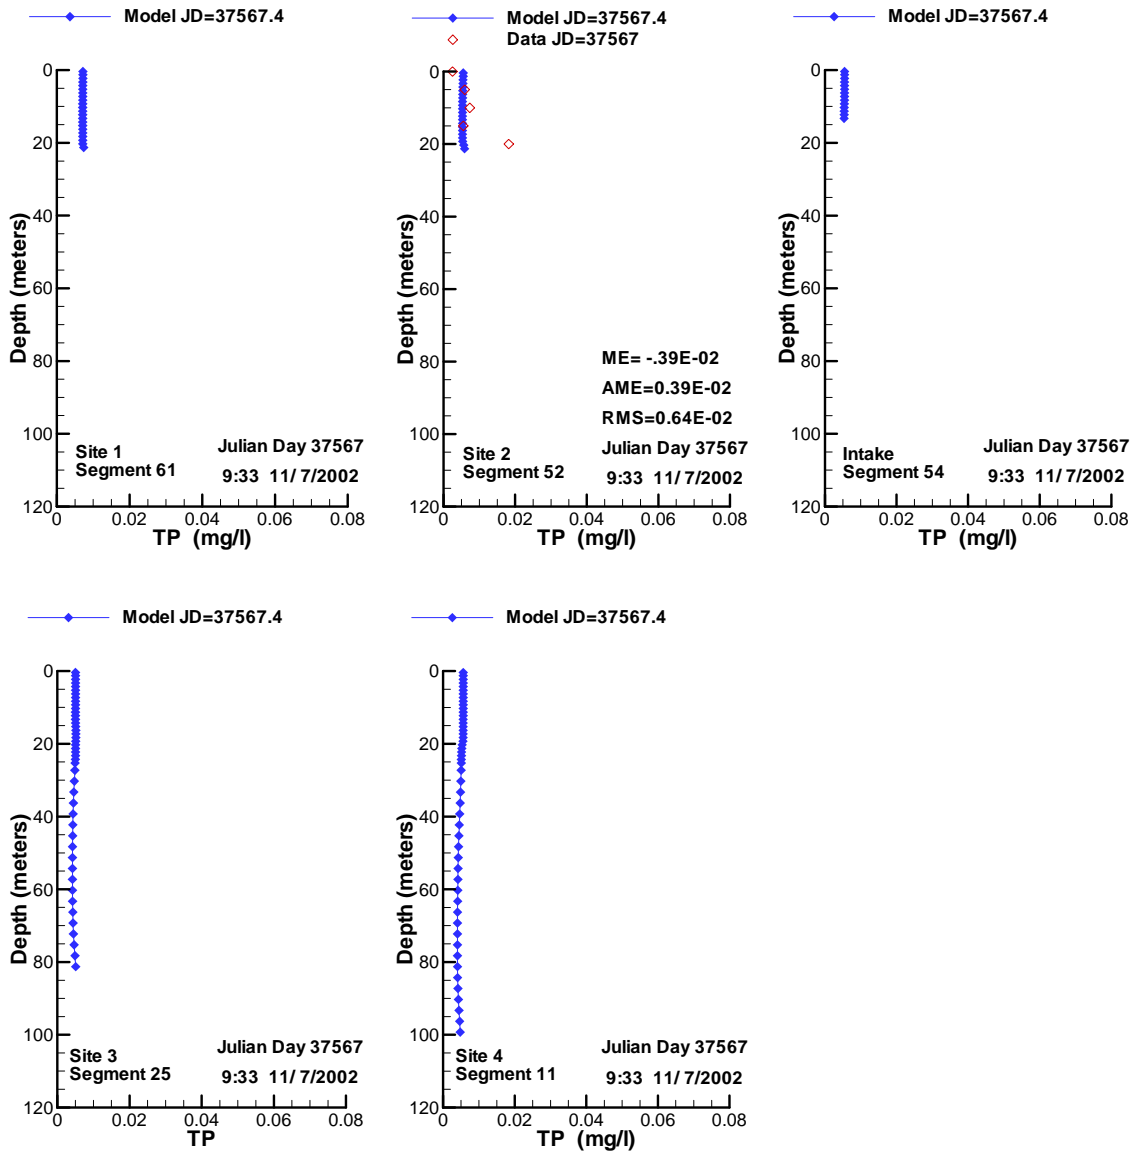 Model JD=37567.4
0
20
40
60
80
100
120
Depth (meters)
Site 1
Segment 61
Julian Day 37567
9:33 11/ 7/2002
0 0.02 0.04 0.06 0.08
TP (mg/l)
Model JD=37567.4
Data JD=37567
0
20
40
60
80
100
120
Depth (meters)
ME= -.39E-02
AME=0.39E-02
RMS=0.64E-02
Site 2
Segment 52
Julian Day 37567
9:33 11/ 7/2002
0 0.02 0.04 0.06 0.08
TP (mg/l)
Model JD=37567.4
0
20
40
60
80
100
120
Depth (meters)
Intake
Segment 54
Julian Day 37567
9:33 11/ 7/2002
0 0.02 0.04 0.06 0.08
TP (mg/l)
Model JD=37567.4
0
20
40
60
80
100
120
Depth (meters)
Site 3
Segment 25
Julian Day 37567
9:33 11/ 7/2002
0 0.02 0.04 0.06 0.08
TP
Model JD=37567.4
0
20
40
60
80
100
120
Depth (meters)
Site 4
Segment 11
Julian Day 37567
9:33 11/ 7/2002
0 0.02 0.04 0.06 0.08
TP (mg/l)